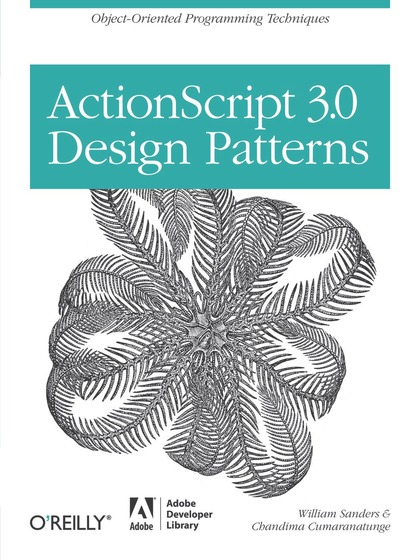 Object-Oriented Programming Techniques
ActionScript 3.0
Design Patterns
O'REILLY®
Adobe
Adobe
Developer
Library
William Sanders &
Chandima Cumaranatunge